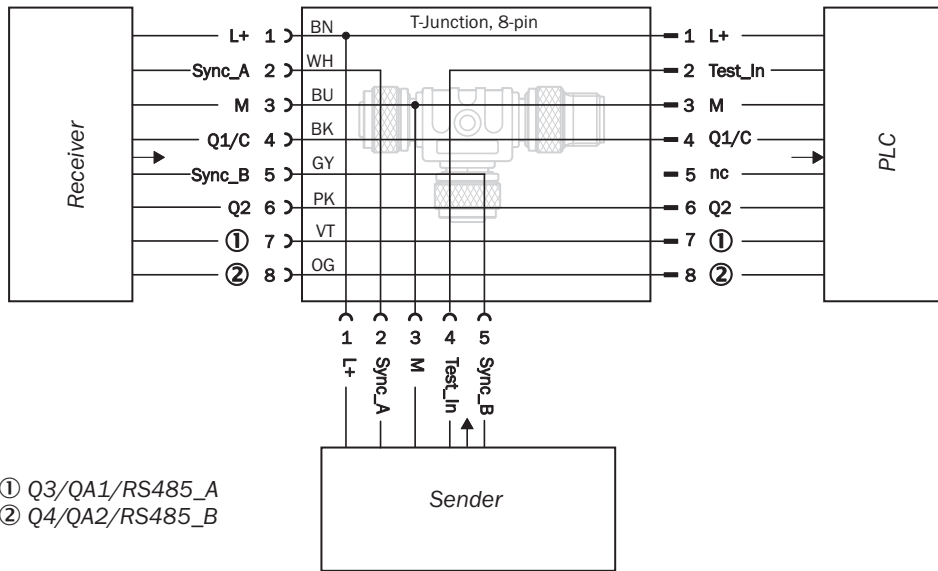 T-Junction, 8-pin
L+ 1 BN 1 L+
Sync_A 2 WH 2 Test_In
M 3 BU 3 M
Q1/C 4 BK 4 Q1/C
Sync_B 5 GY 5 nc
Q2 6 PK 6 Q2
① 7 VT 7 ①
② 8 OG 8 ②
Receiver
PLC
1 2 3 4 5
L+
Sync_A
M
Test_In
Sync_B
Sender
① Q3/QA1/RS485_A
② Q4/QA2/RS485_B